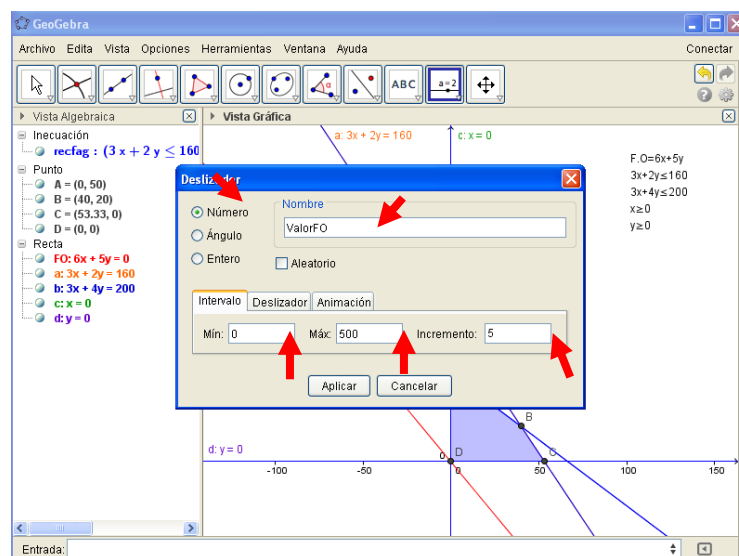 GeoGebra
Archivo Edita Vista Opciones Herramientas Ventana Ayuda Conectar
ABC a=2
Vista Algebraica
Vista Gráfica
Inecuación
recfag : (3 x + 2 y ≤ 160
Punto
A = (0, 50)
B = (40, 20)
C = (53.33, 0)
D = (0, 0)
Recta
FO: 6x + 5y = 0
a: 3x + 2y = 160
b: 3x + 4y = 200
c: x = 0
d: y = 0
a: 3x + 2y = 160
c: x = 0
F.O=6x+5y
3x+2y≤160
3x+4y≤200
x≥0
y≥0
Deslizador
Número
Ángulo
Entero
Nombre
ValorFO
Aleatorio
Intervalo Deslizador Animación
Mín: 0 Máx: 500 Incremento: 5
Aplicar Cancelar
B
d: y = 0
0 D C
-100 -50 0 50 100 150
Entrada: